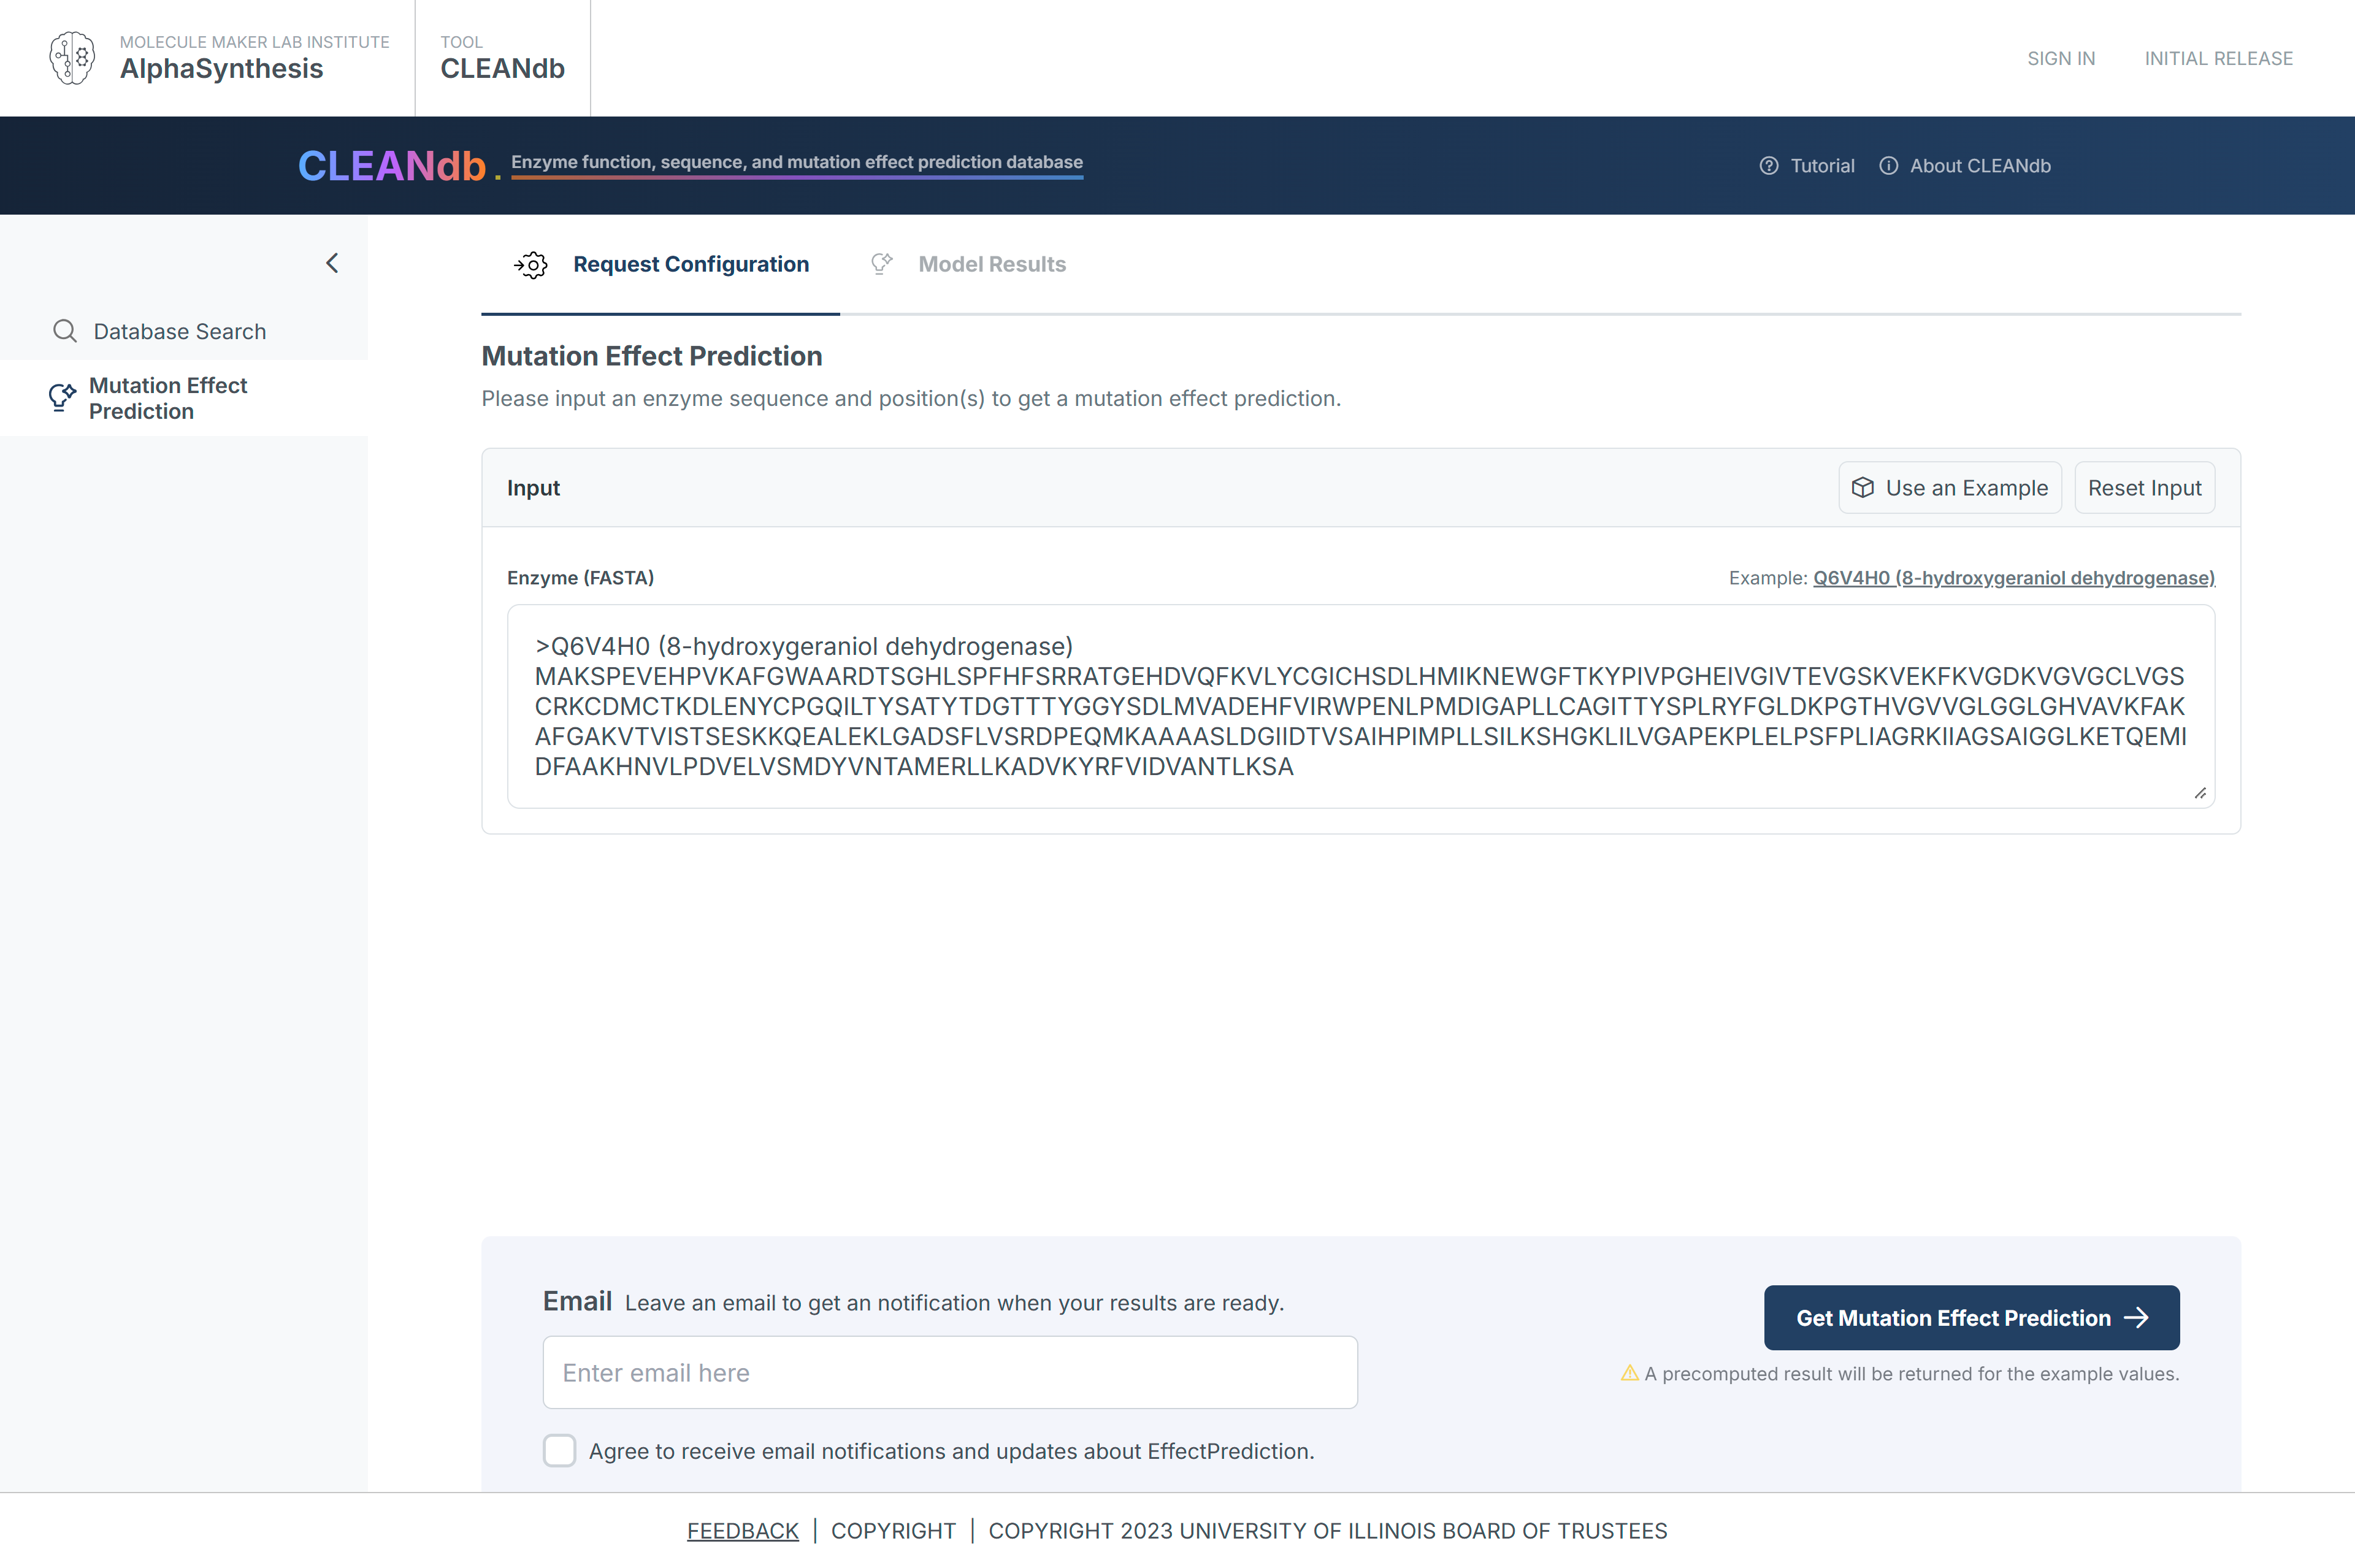 MOLECULE MAKER LAB INSTITUTE
AlphaSynthesis
TOOL
CLEANdb
SIGN IN
INITIAL RELEASE
CLEANdb.
Enzyme function, sequence, and mutation effect prediction database
Tutorial
About CLEANdb
Database Search
Mutation Effect
Prediction
Request Configuration
Model Results
Mutation Effect Prediction
Please input an enzyme sequence and position(s) to get a mutation effect prediction.
Input
Use an Example
Reset Input
Enzyme (FASTA)
Example: Q6V4H0 (8-hydroxygeraniol dehydrogenase)
>Q6V4H0 (8-hydroxygeraniol dehydrogenase)
MAKSPEVEHPVKAFGWAARDTSGHLSPFHFSRRATGEHDVQFKVLYCGICHSDLHMIKNEWGFTKYPIVPGHEIVGIVTEVGSKVEKFKVGDKVGVGCLVGS
CRKCDMCTKDLENYCPGQILTYSATYTDGTTTYGGYSDLMVADEHFVIRWPENLPMDIGAPLLCAGITTYSPLRYFGLDKPGTHVGVVGLGGLGHVAVKFAK
AFGAKVTVISTSESKKQEALEKLGADSFLVSRDPEQMKAAAASLDGIIDTVSAIHPIMPLLSILKSHGKLILVGAPEKPLELPSFPLIAGRKIIAGSAIGGLKETQEMI
DFAAKHNVLPDVELVSMDYVNTAMERLLKADVKYRFVIDVANTLKSA
Email Leave an email to get an notification when your results are ready.
Enter email here
Agree to receive email notifications and updates about EffectPrediction.
Get Mutation Effect Prediction
A precomputed result will be returned for the example values.
FEEDBACK | COPYRIGHT | COPYRIGHT 2023 UNIVERSITY OF ILLINOIS BOARD OF TRUSTEES